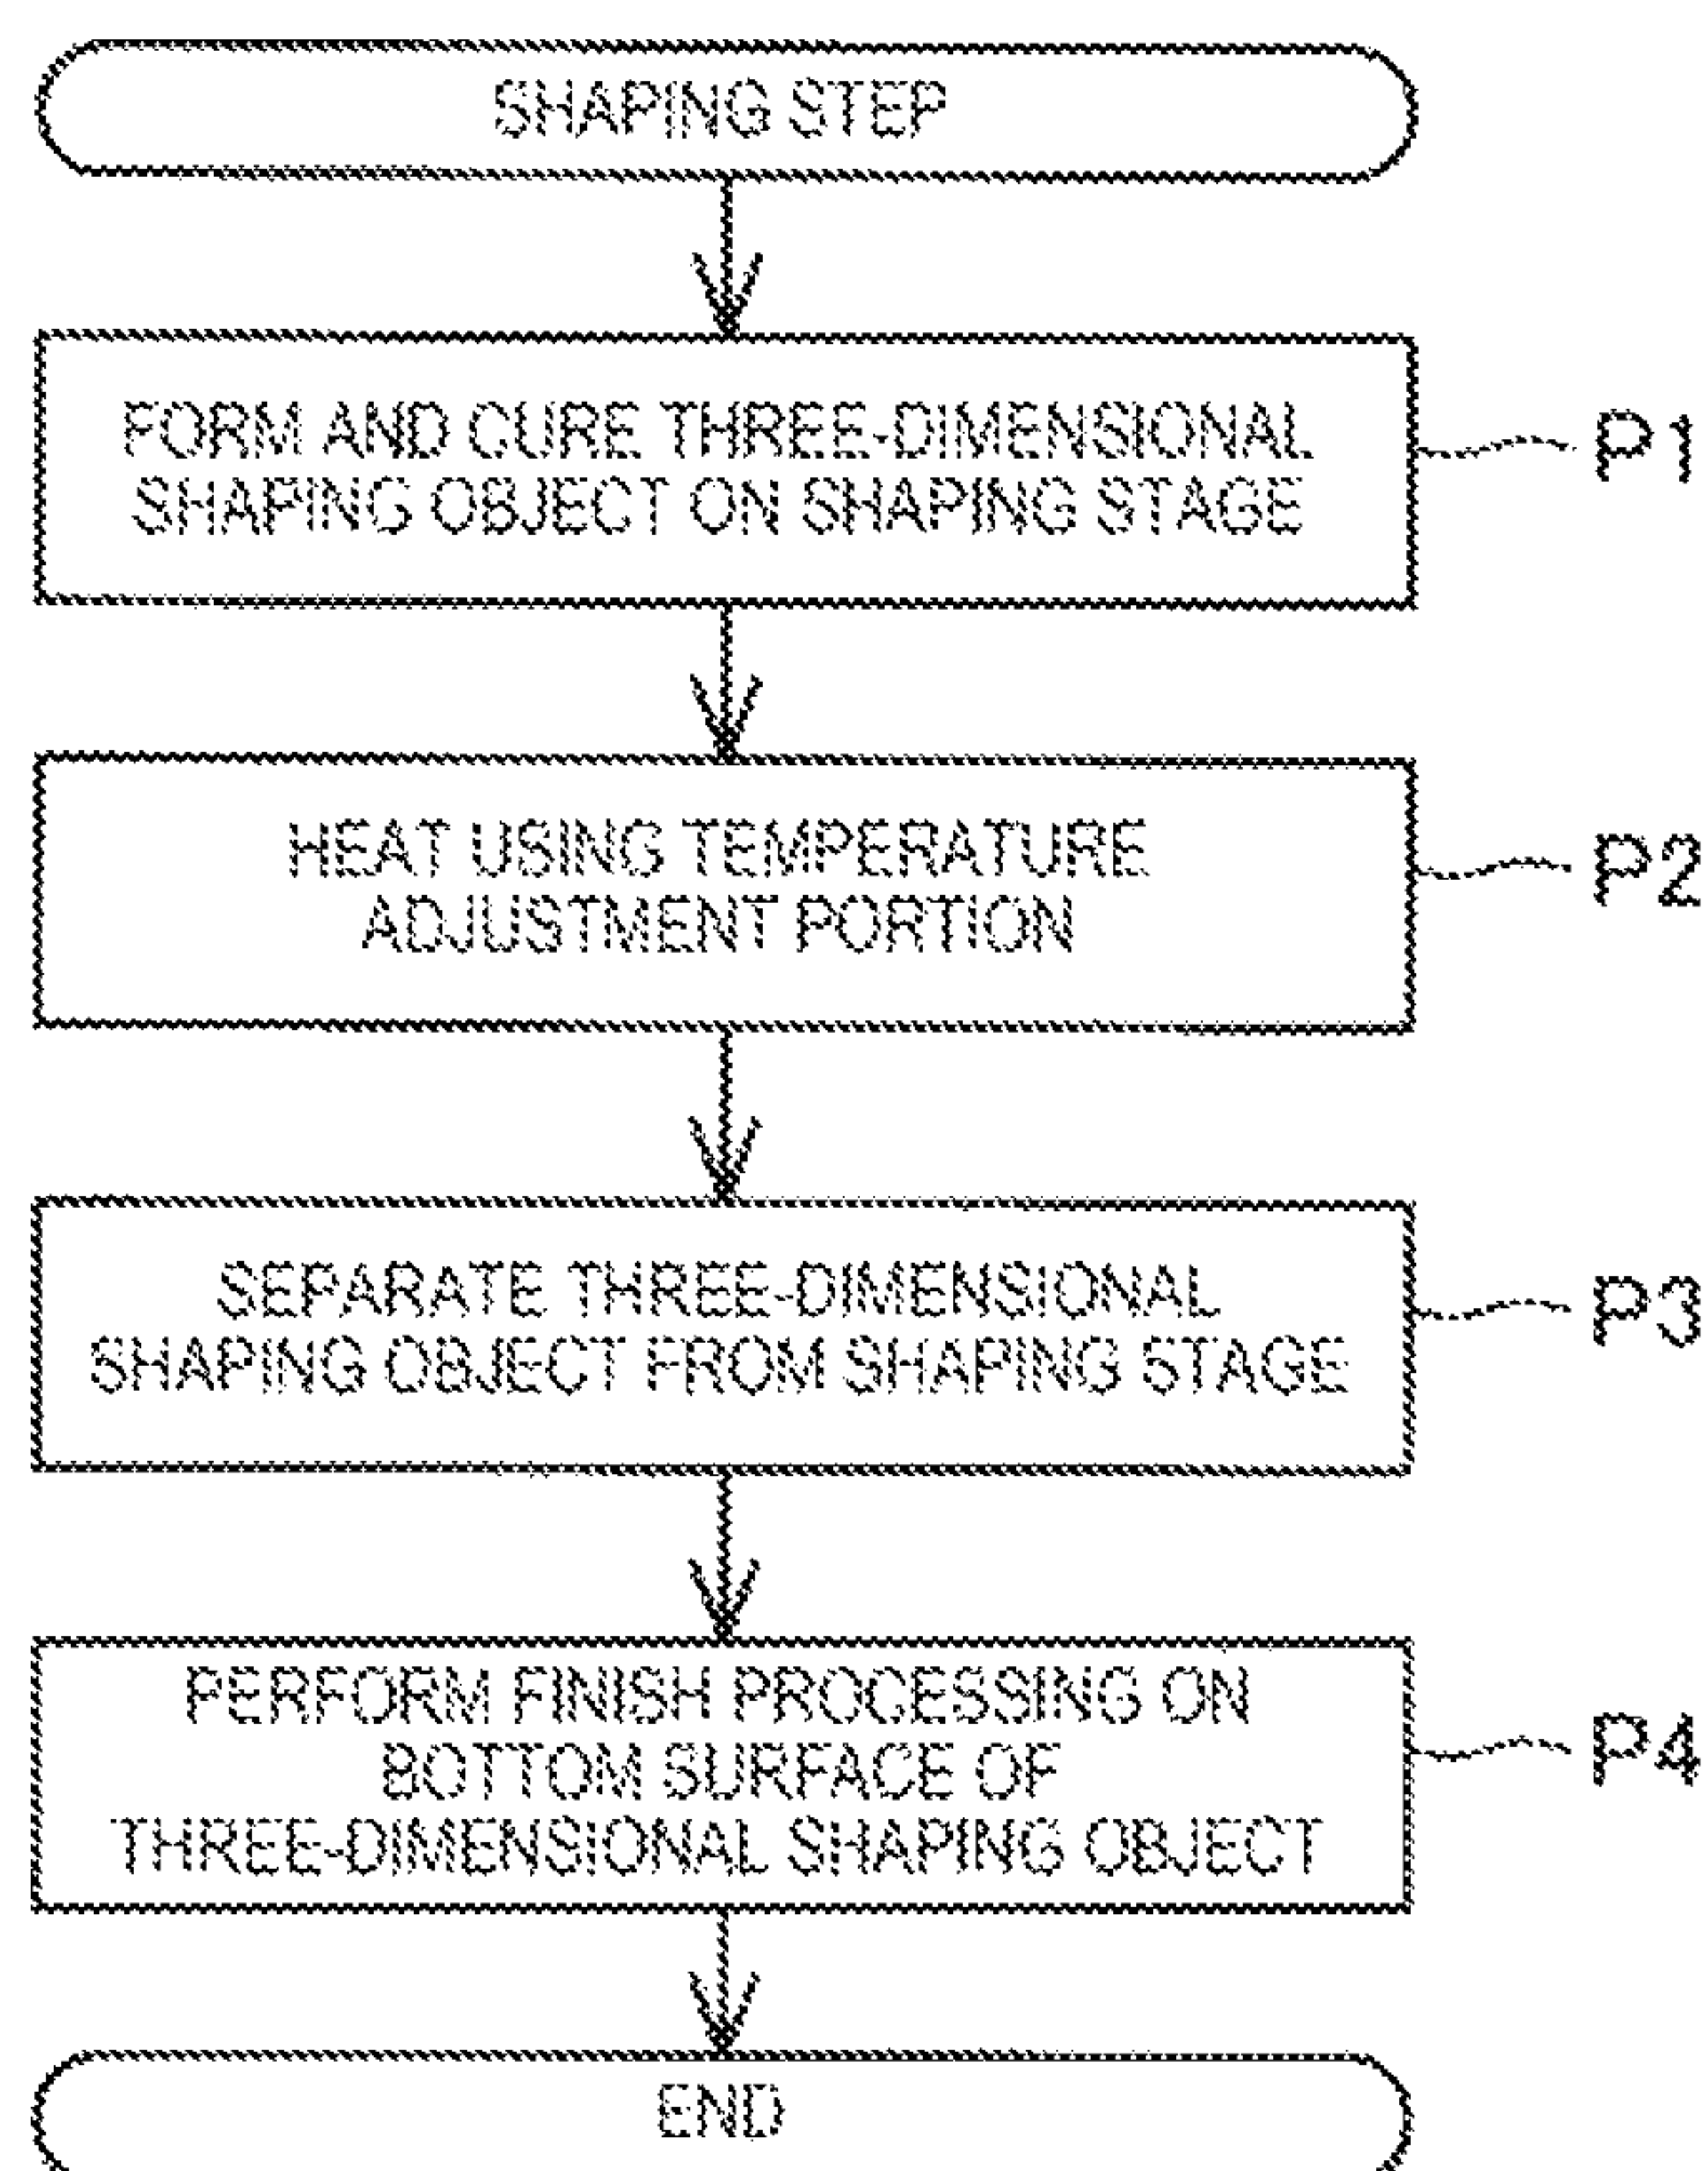 SHAPING STEP
FORM AND CURE THREE-DIMENSIONAL
SHAPING OBJECT ON SHAPING STAGE
P1
HEAT USING TEMPERATURE
ADJUSTMENT PORTION
P2
SEPARATE THREE-DIMENSIONAL
SHAPING OBJECT FROM SHAPING STAGE
P3
PERFORM FINISH PROCESSING ON
BOTTOM SURFACE OF
THREE-DIMENSIONAL SHAPING OBJECT
P4
END